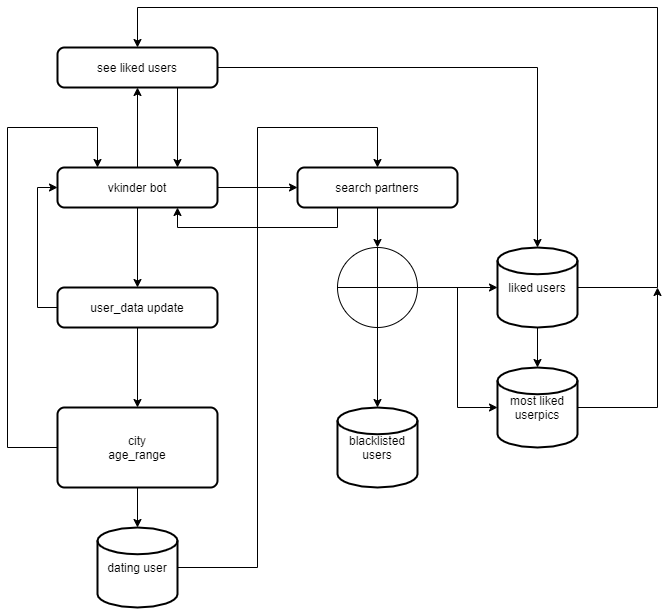 see liked users
vkinder bot
search partners
user_data update
liked users
most liked
userpics
city
age_range
blacklisted
users
dating user